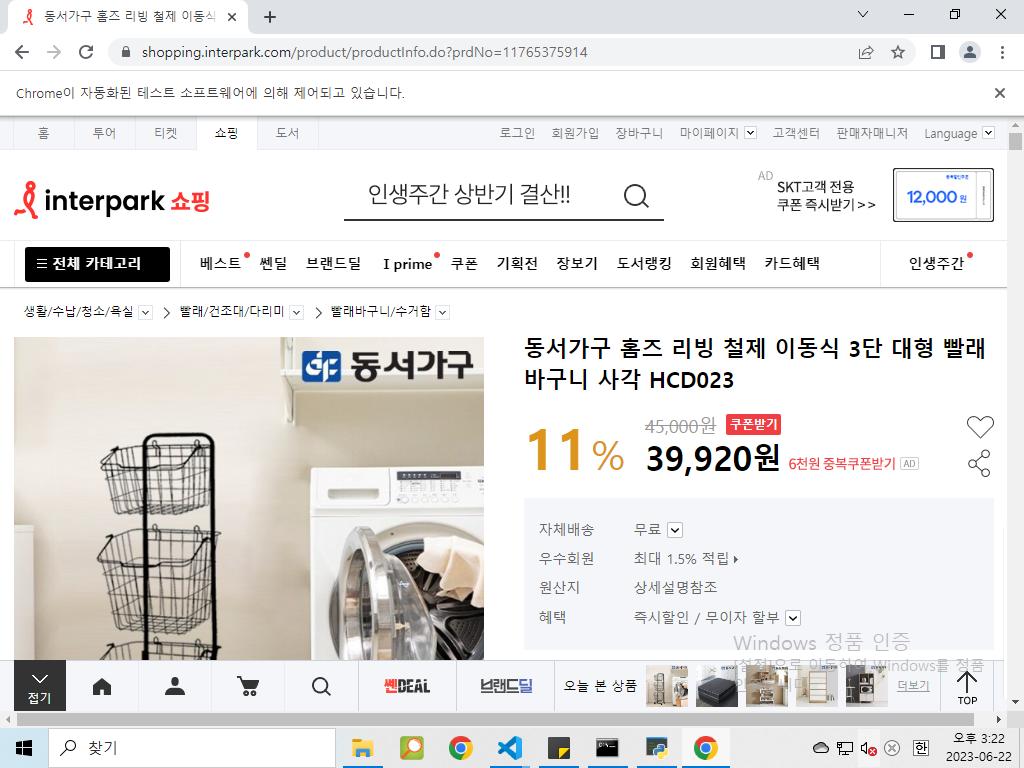 동서가구 홈즈 리빙 철제 이동식
shopping.interpark.com/product/productInfo.do?prdNo=11765375914
Chrome이 자동화된 테스트 소프트웨어에 의해 제어되고 있습니다.
홈 투어 티켓 쇼핑 도서 로그인 회원가입 장바구니 마이페이지 고객센터 판매자매니저 Language
interpark 쇼핑 인생주간 상반기 결산!!
AD SKT고객 전용
쿠폰 즉시받기>>
12,000원
전체 카테고리 베스트 쎈딜 브랜드딜 I prime 쿠폰 기획전 장보기 도서랭킹 회원혜택 카드혜택 인생주간
생활/수납/청소/욕실 빨래/건조대/다리미 빨래바구니/수거함
동서가구
동서가구 홈즈 리빙 철제 이동식 3단 대형 빨래
바구니 사각 HCD023
11%
45,000원 쿠폰받기
39,920원 6천원 중복쿠폰받기 AD
자체배송 무료
우수회원 최대 1.5% 적립
원산지 상세설명참조
혜택 즉시할인 / 무이자 할부
Windows 정품 인증
[설정]으로 이동하여 Windows를 정품
접기
쎈DEAL
브랜드딜
오늘 본 상품
더보기
TOP
찾기
한
오후 3:22
2023-06-22